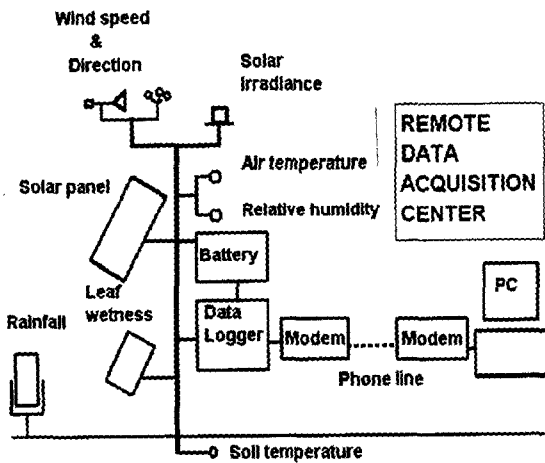 Wind speed
&
Direction
Solar
irradiance
REMOTE
DATA
ACQUISITION
CENTER
Air temperature
Solar panel
Relative humidity
Battery
PC
Leaf
wetness
Rainfall
Data
Logger
Modem
Modem
Phone line
Soil temperature